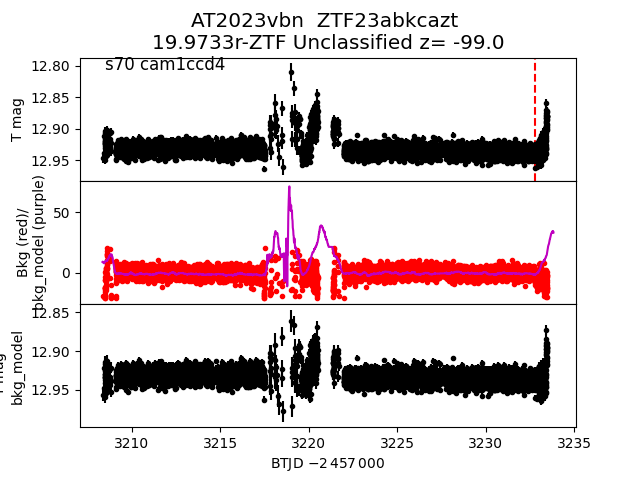 AT2023vbn  ZTF23abkcazt
19.9733r-ZTF Unclassified z= -99.0
s70 cam1ccd4
12.80
12.85
12.90
12.95
T mag
50
0
Bkg (red)/
bkg_model (purple)
12.85
12.90
12.95
T mag
bkg_model
3210
3215
3220
3225
3230
3235
BTJD −2 457 000